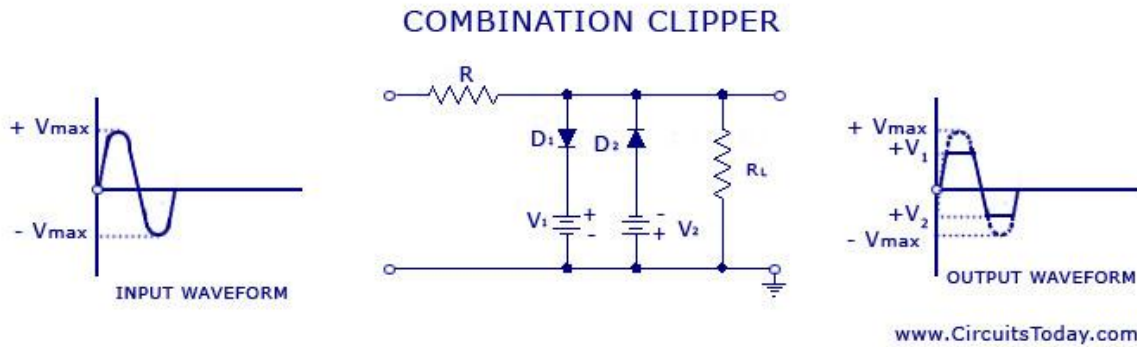 COMBINATION CLIPPER
R
+ Vmax
- Vmax
INPUT WAVEFORM
D1
D2
RL
V1
+
-
-
+
V2
+ Vmax
+V1
+V2
- Vmax
OUTPUT WAVEFORM
www.CircuitsToday.com